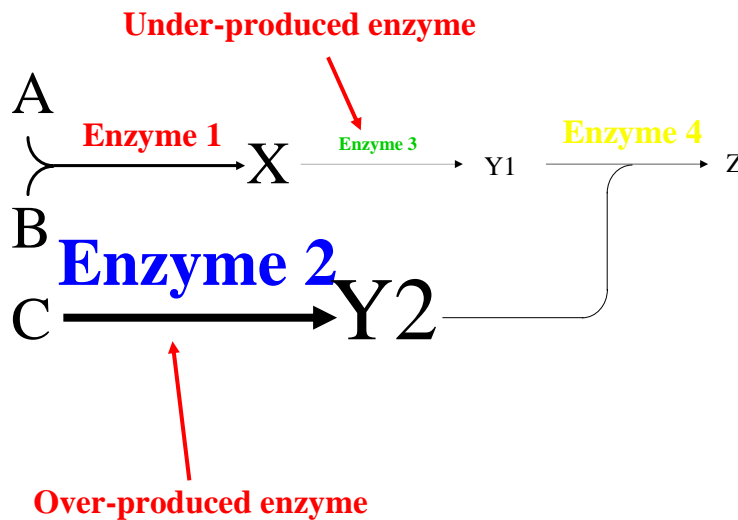 Under-produced enzyme
A
Enzyme 1
Enzyme 3
Enzyme 4
X
Y1
Z
B
Enzyme 2
C
Y2
Over-produced enzyme